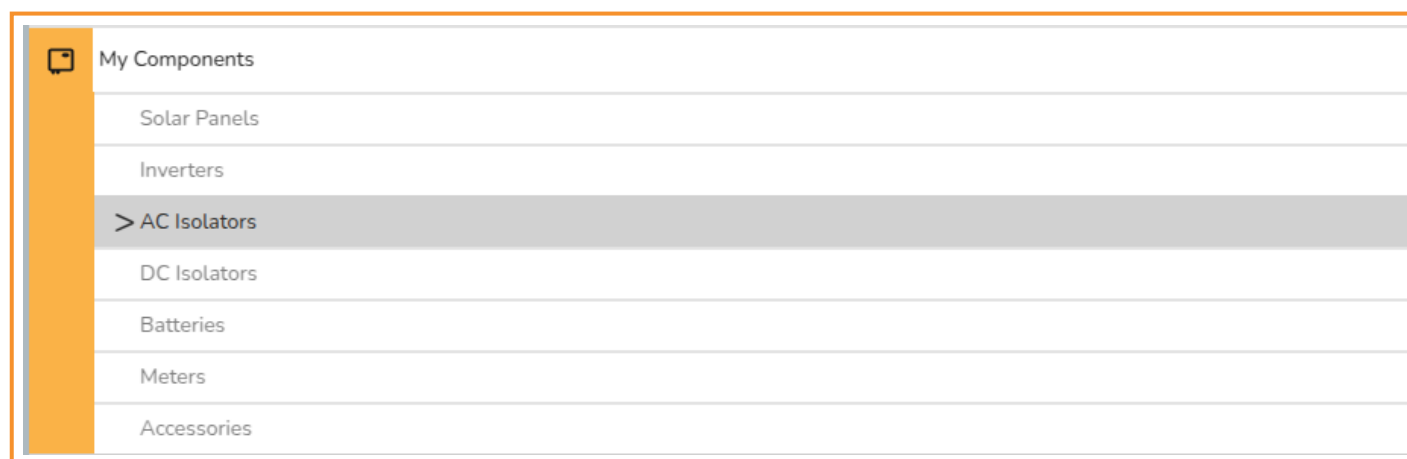 My Components
Solar Panels
Inverters
> AC Isolators
DC Isolators
Batteries
Meters
Accessories